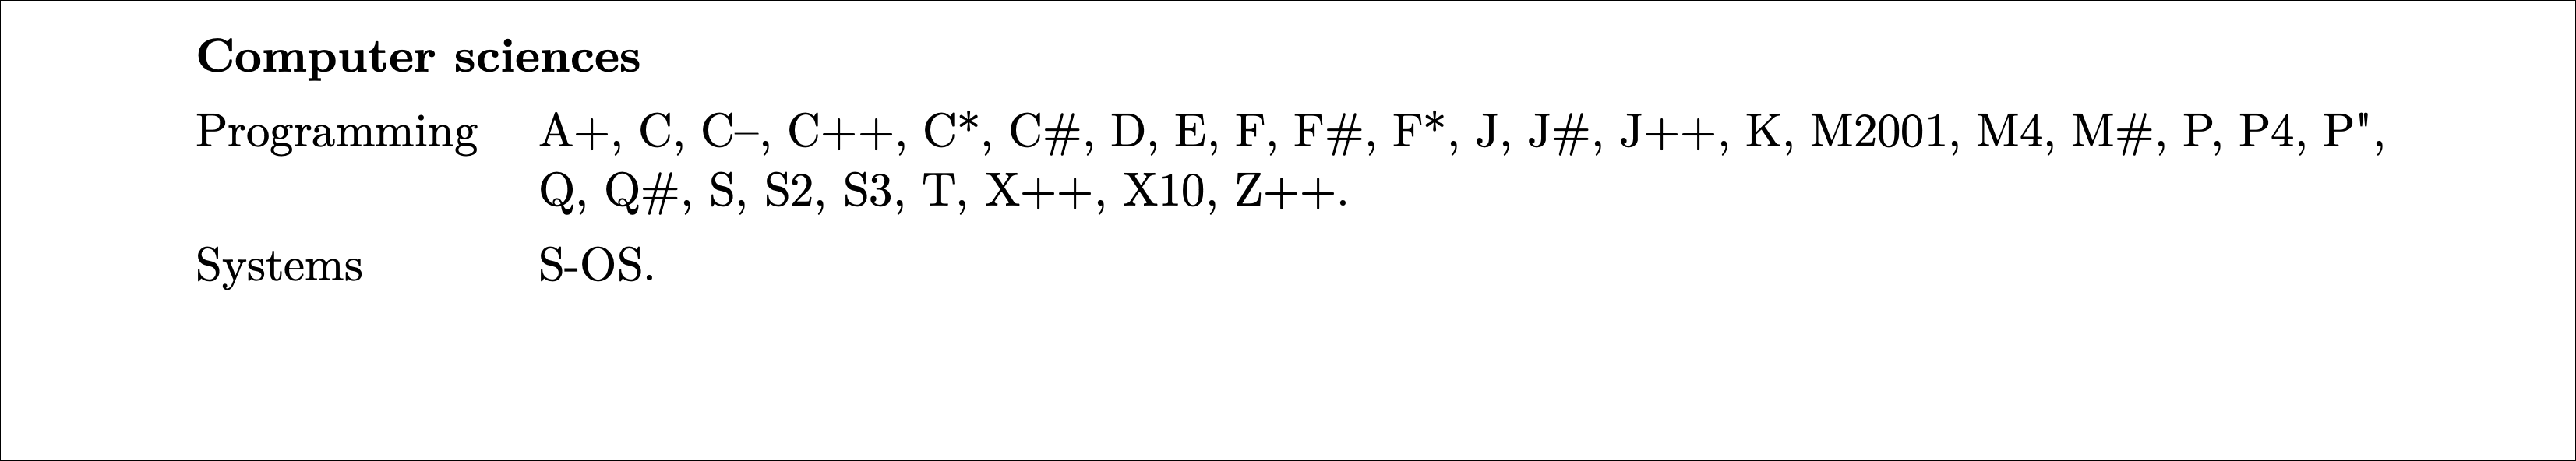 Computer sciences
Programming A+, C, C–, C++, C*, C#, D, E, F, F#, F*, J, J#, J++, K, M2001, M4, M#, P, P4, P",
Q, Q#, S, S2, S3, T, X++, X10, Z++.
Systems S-OS.